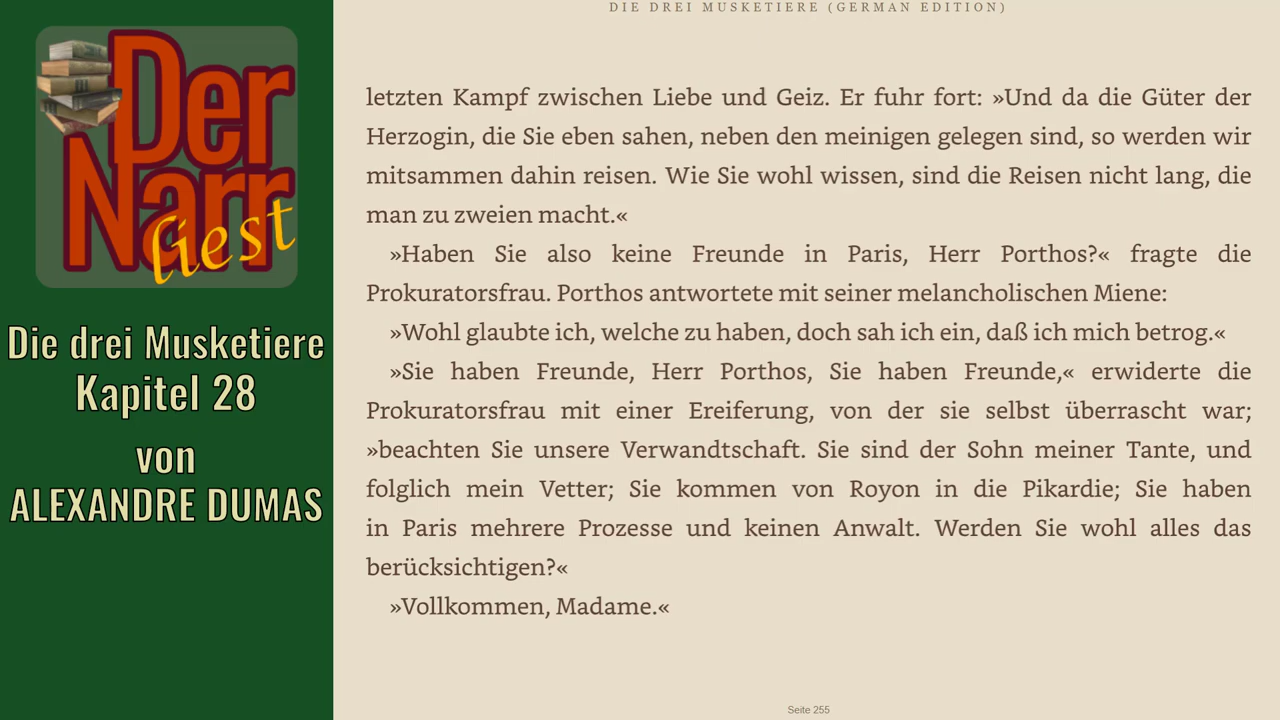 Der
Narr
liest
Die drei Musketiere
Kapitel 28
von
ALEXANDRE DUMAS
DIE DREI MUSKETIERE (GERMAN EDITION)
letzten Kampf zwischen Liebe und Geiz. Er fuhr fort: »Und da die Güter der
Herzogin, die Sie eben sahen, neben den meinigen gelegen sind, so werden wir
mitsammen dahin reisen. Wie Sie wohl wissen, sind die Reisen nicht lang, die
man zu zweien macht.«
»Haben Sie also keine Freunde in Paris, Herr Porthos?« fragte die
Prokuratorsfrau. Porthos antwortete mit seiner melancholischen Miene:
»Wohl glaubte ich, welche zu haben, doch sah ich ein, daß ich mich betrog.«
»Sie haben Freunde, Herr Porthos, Sie haben Freunde,« erwiderte die
Prokuratorsfrau mit einer Ereiferung, von der sie selbst überrascht war;
»beachten Sie unsere Verwandtschaft. Sie sind der Sohn meiner Tante, und
folglich mein Vetter; Sie kommen von Royon in die Pikardie; Sie haben
in Paris mehrere Prozesse und keinen Anwalt. Werden Sie wohl alles das
berücksichtigen?«
»Vollkommen, Madame.«
Seite 255